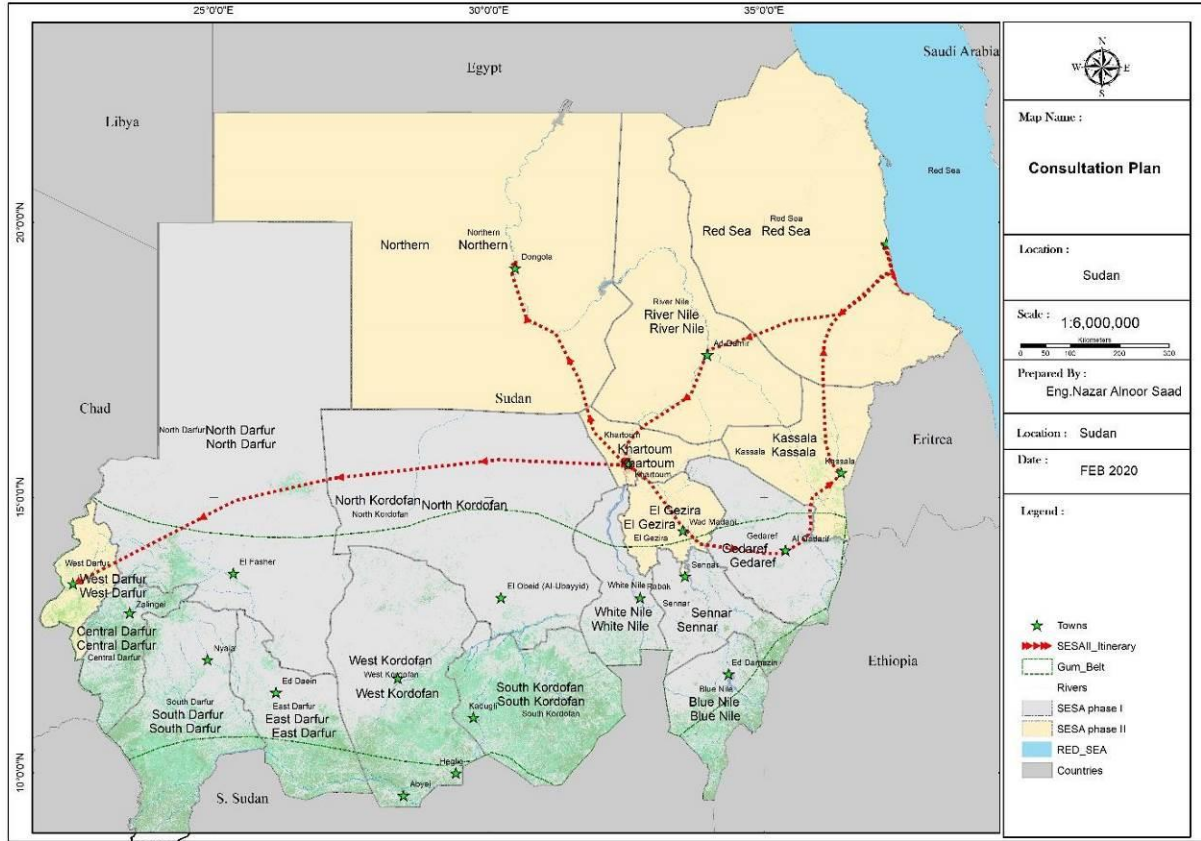 25°0'0"E
30°0'0"E
35°0'0"E
20°0'0"N
15°0'0"N
10°0'0"N
Saudi Arabia
Egypt
Libya
Chad
Sudan
Eritrea
Ethiopia
S. Sudan
Red Sea
Red Sea
Red Sea
Red Sea
Northern
Northern
Northern
Dongola
River Nile
River Nile
River Nile
Ad-Damir
Kassala
Kassala
Kassala
Kassala
Khartoum
Khartoum
Khartoum
Khartoum
North Darfur
North Darfur
North Darfur
North Kordofan
North Kordofan
North Kordofan
El Gezira
El Gezira
El Gezira
Wad Madani
Gedaref
Gedaref
Gedaref
Al Gadarif
West Darfur
West Darfur
West Darfur
El Fasher
Zalingei
Central Darfur
Central Darfur
Central Darfur
El Obeid (Al-Ubayyid)
White Nile
Rabak
White Nile
White Nile
Sennar
Sennar
Sennar
Sennar
Nyala
Ed Daein
South Darfur
South Darfur
South Darfur
East Darfur
East Darfur
East Darfur
West Kordofan
West Kordofan
West Kordofan
South Kordofan
South Kordofan
South Kordofan
Kadugli
Ed Damazin
Blue Nile
Blue Nile
Blue Nile
Heglig
Abyei
N
W
E
S
Map Name :
Consultation Plan
Location :
Sudan
Scale :
1:6,000,000
Kilometers
0 50 100 200 300
Prepared By :
Eng.Nazar Alnoor Saad
Location : Sudan
Date :
FEB 2020
Legend :
Towns
SESAII_Itinerary
Gum_Belt
Rivers
SESA phase I
SESA phase II
RED_SEA
Countries